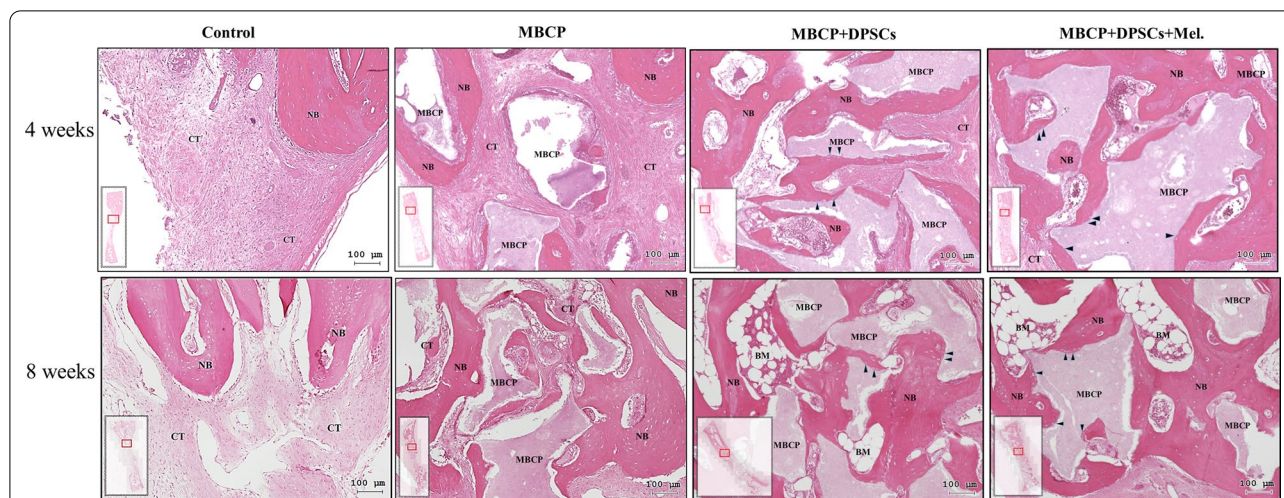 Control
MBCP
MBCP+DPSCs
MBCP+DPSCs+Mel.
4 weeks
CT
NB
CT
100 µm
MBCP
NB
NB
CT
MBCP
CT
MBCP
100 µm
MBCP
NB
NB
MBCP
CT
NB
MBCP
100 µm
MBCP
NB
NB
MBCP
CT
100 µm
8 weeks
NB
NB
CT
CT
100 µm
CT
NB
CT
NB
MBCP
NB
MBCP
100 µm
MBCP
MBCP
BM
NB
NB
MBCP
BM
100 µm
BM
NB
BM
MBCP
NB
MBCP
NB
MBCP
100 µm